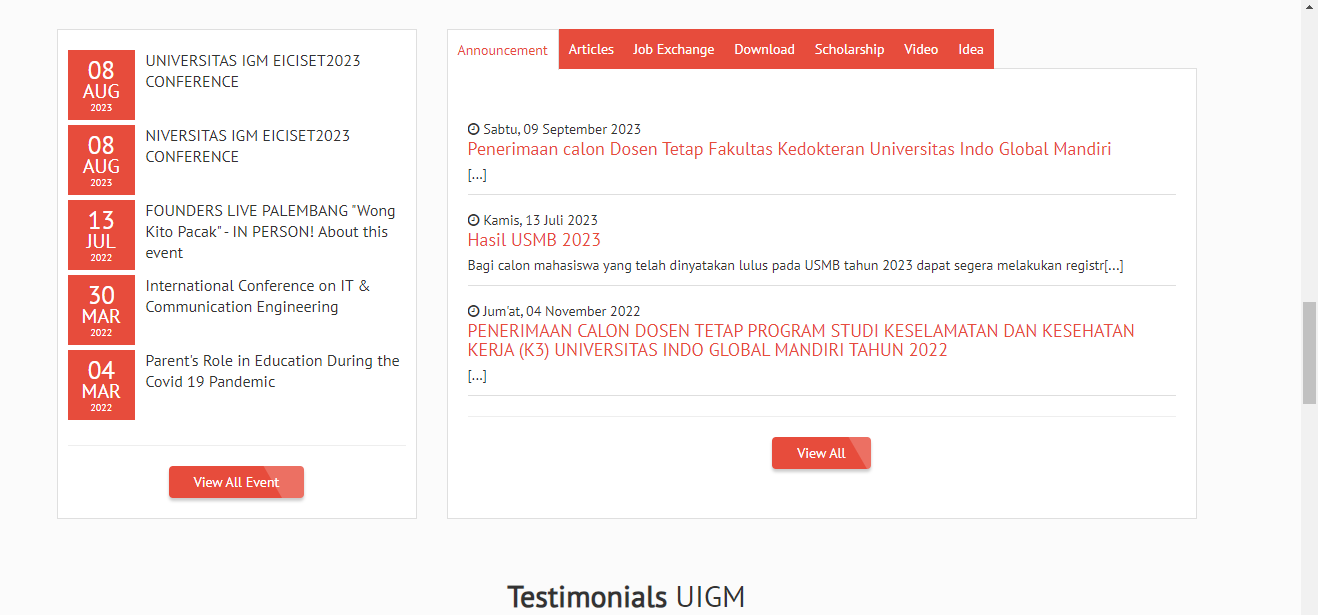 08
AUG
2023
UNIVERSITAS IGM EICISET2023
CONFERENCE
08
AUG
2023
NIVERSITAS IGM EICISET2023
CONFERENCE
13
JUL
2022
FOUNDERS LIVE PALEMBANG "Wong
Kito Pacak" - IN PERSON! About this
event
30
MAR
2022
International Conference on IT &
Communication Engineering
04
MAR
2022
Parent's Role in Education During the
Covid 19 Pandemic
View All Event
Announcement Articles Job Exchange Download Scholarship Video Idea
Sabtu, 09 September 2023
Penerimaan calon Dosen Tetap Fakultas Kedokteran Universitas Indo Global Mandiri
[...]
Kamis, 13 Juli 2023
Hasil USMB 2023
Bagi calon mahasiswa yang telah dinyatakan lulus pada USMB tahun 2023 dapat segera melakukan registr[...]
Jum'at, 04 November 2022
PENERIMAAN CALON DOSEN TETAP PROGRAM STUDI KESELAMATAN DAN KESEHATAN
KERJA (K3) UNIVERSITAS INDO GLOBAL MANDIRI TAHUN 2022
[...]
View All
Testimonials UIGM